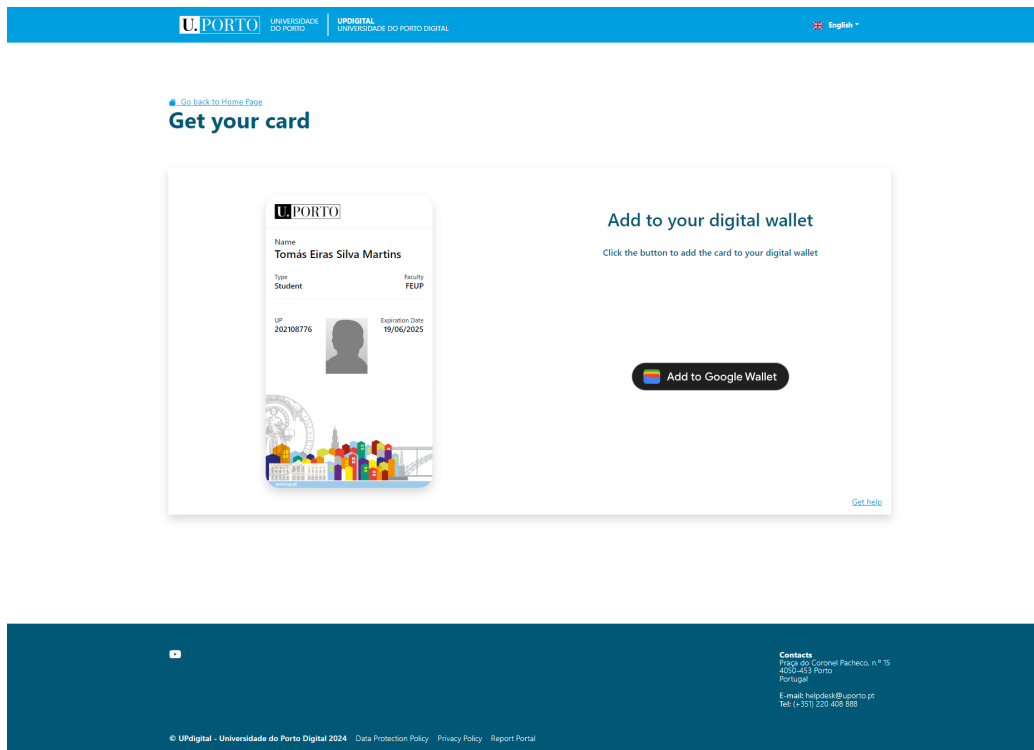 U. PORTO
UNIVERSIDADE
DO PORTO
UPDIGITAL
UNIVERSIDADE DO PORTO DIGITAL
English
Go back to Home Page
Get your card
U. PORTO
Name
Tomás Eiras Silva Martins
Type Faculty
Student FEUP
UP Expiration Date
202108776 19/06/2025
www.up.pt
Add to your digital wallet
Click the button to add the card to your digital wallet
Add to Google Wallet
Get help
Contacts
Praça do Coronel Pacheco, n.º 15
4050-453 Porto
Portugal
E-mail: helpdesk@uporto.pt
Tel: (+351) 220 408 888
© UPdigital - Universidade do Porto Digital 2024 Data Protection Policy Privacy Policy Report Portal